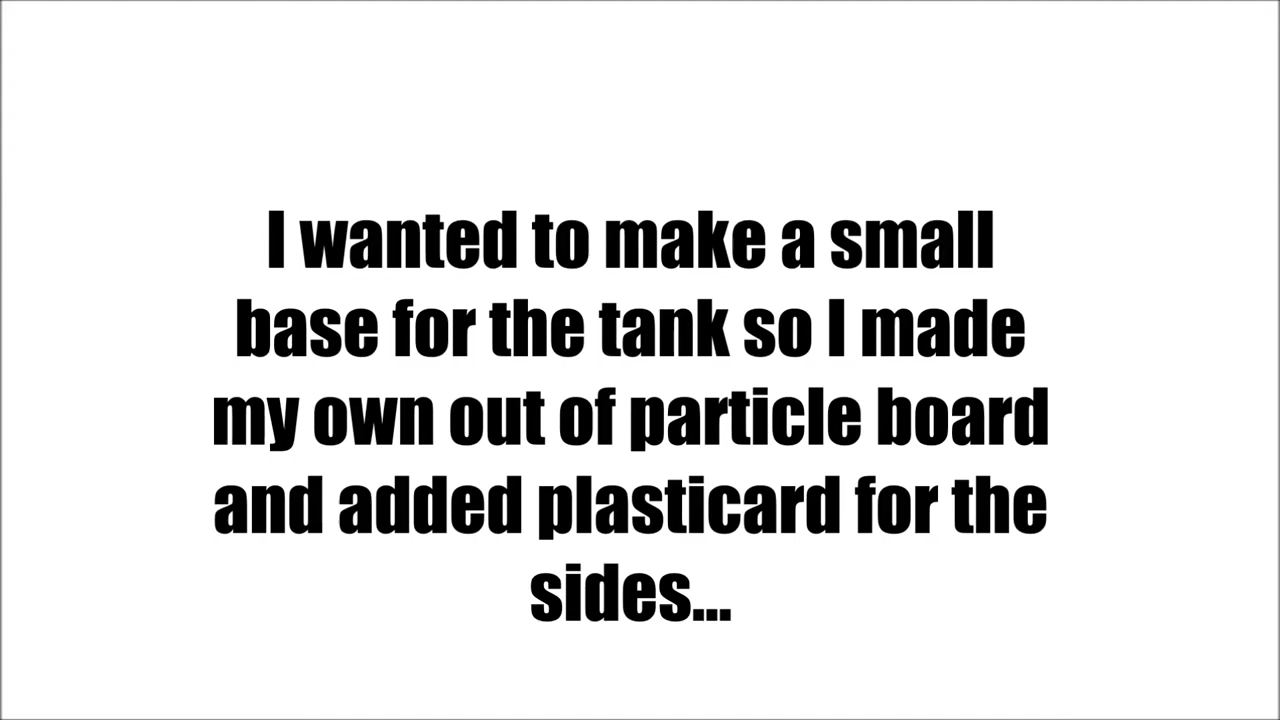 I wanted to make a small
base for the tank so I made
my own out of particle board
and added plasticard for the
sides...